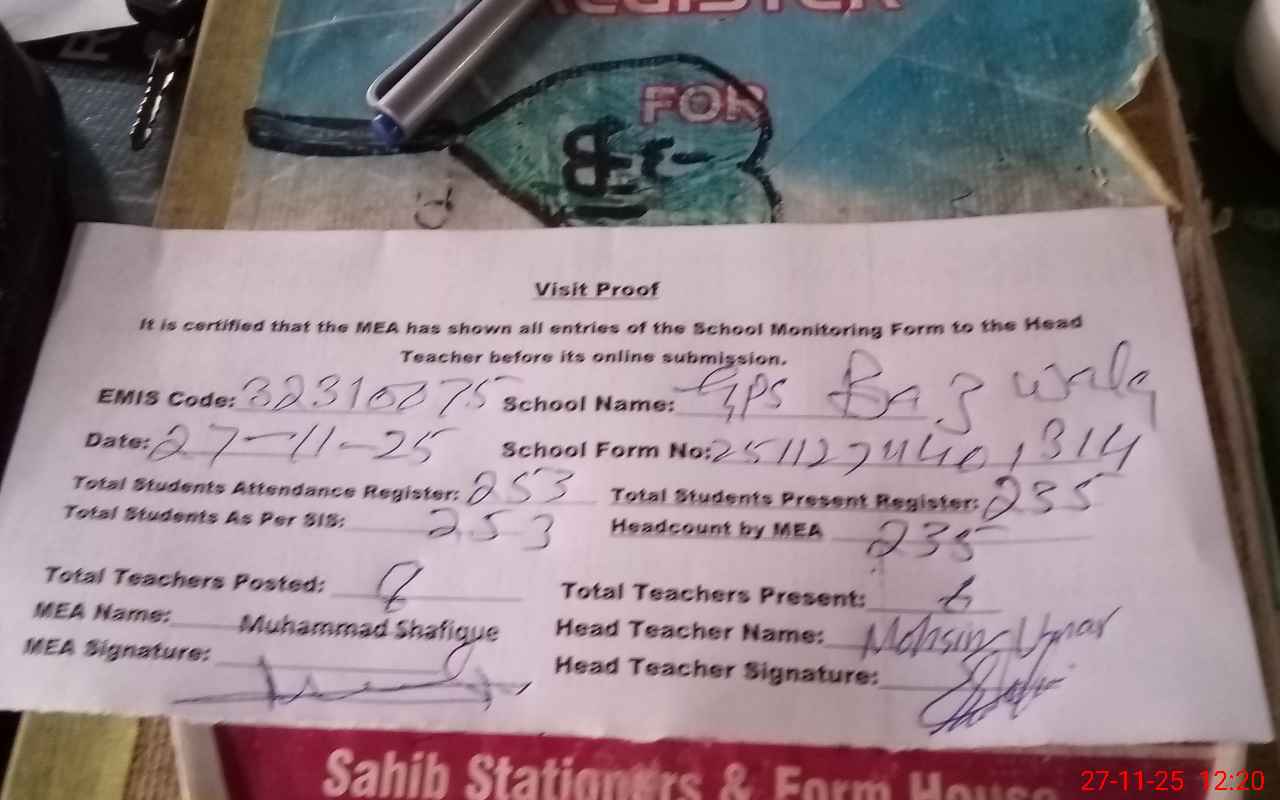 REGISTER
FOR
Visit Proof
It is certified that the MEA has shown all entries of the School Monitoring Form to the Head
Teacher before its online submission.
EMIS Code: 32310075 School Name: GPS
Date: 27-11-25 School Form No:
Total Students Attendance Register: 253 Total Students Present Register: 235
Total Students As Per SIS: 253 Headcount by MEA 235
Total Teachers Posted: 8 Total Teachers Present: 6
MEA Name: Muhammad Shafique Head Teacher Name: Mohsin Umar
MEA Signature: Head Teacher Signature:
Sahib Stationers & Form House
27-11-25 12:20